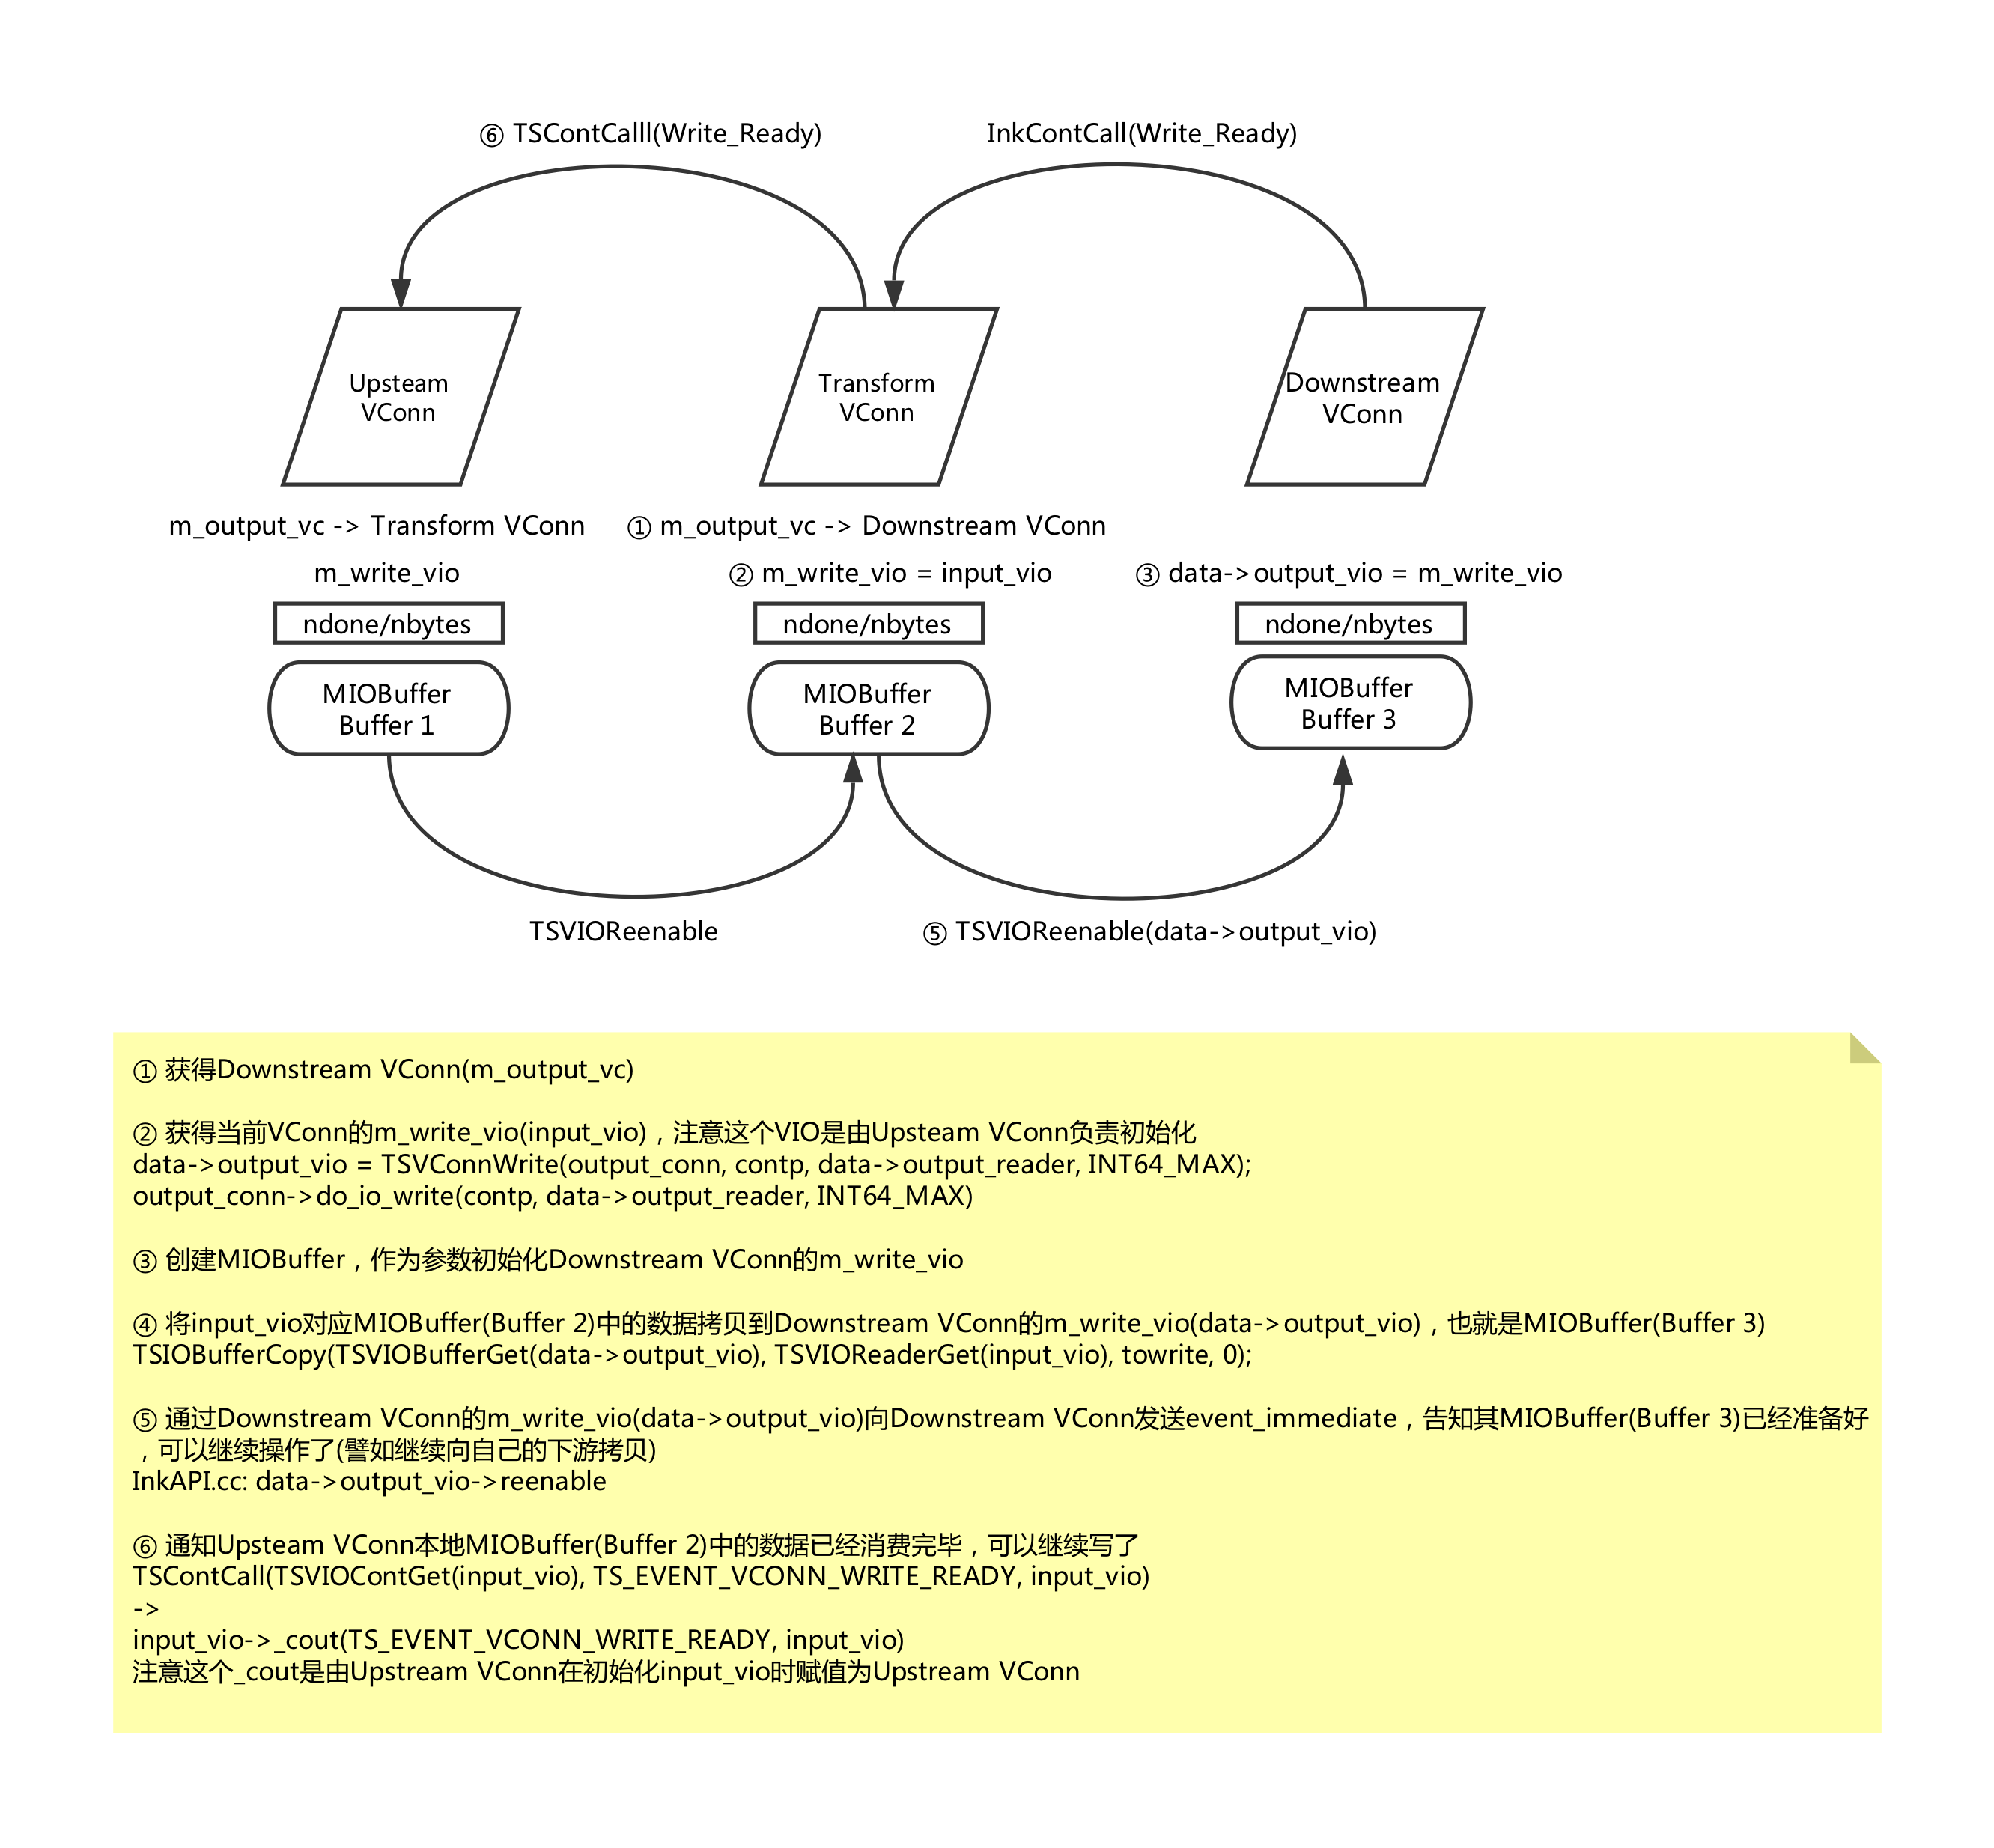 ⑥ TSContCalll(Write_Ready)
InkContCall(Write_Ready)
Upsteam
VConn
Transform
VConn
Downstream
VConn
m_output_vc -> Transform VConn
① m_output_vc -> Downstream VConn
m_write_vio
② m_write_vio = input_vio
③ data->output_vio = m_write_vio
ndone/nbytes
ndone/nbytes
ndone/nbytes
MIOBuffer
Buffer 1
MIOBuffer
Buffer 2
MIOBuffer
Buffer 3
TSVIOReenable
⑤ TSVIOReenable(data->output_vio)
① 获得Downstream VConn(m_output_vc)
② 获得当前VConn的m_write_vio(input_vio)，注意这个VIO是由Upsteam VConn负责初始化
data->output_vio = TSVConnWrite(output_conn, contp, data->output_reader, INT64_MAX);
output_conn->do_io_write(contp, data->output_reader, INT64_MAX)
③ 创建MIOBuffer，作为参数初始化Downstream VConn的m_write_vio
④ 将input_vio对应MIOBuffer(Buffer 2)中的数据拷贝到Downstream VConn的m_write_vio(data->output_vio)，也就是MIOBuffer(Buffer 3)
TSIOBufferCopy(TSVIOBufferGet(data->output_vio), TSVIOReaderGet(input_vio), towrite, 0);
⑤ 通过Downstream VConn的m_write_vio(data->output_vio)向Downstream VConn发送event_immediate，告知其MIOBuffer(Buffer 3)已经准备好
，可以继续操作了(譬如继续向自己的下游拷贝)
InkAPI.cc: data->output_vio->reenable
⑥ 通知Upsteam VConn本地MIOBuffer(Buffer 2)中的数据已经消费完毕，可以继续写了
TSContCall(TSVIOContGet(input_vio), TS_EVENT_VCONN_WRITE_READY, input_vio)
->
input_vio->_cout(TS_EVENT_VCONN_WRITE_READY, input_vio)
注意这个_cout是由Upstream VConn在初始化input_vio时赋值为Upstream VConn